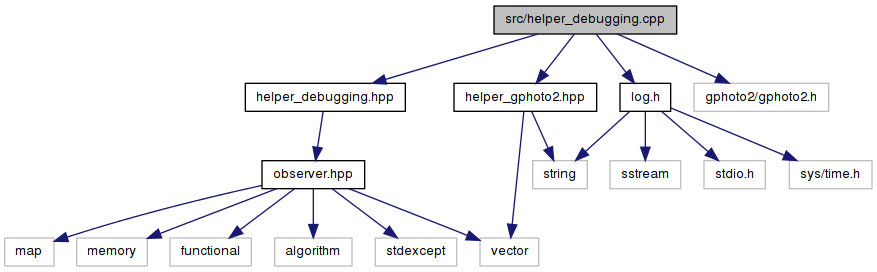 src/helper_debugging.cpp
helper_debugging.hpp
helper_gphoto2.hpp
log.h
gphoto2/gphoto2.h
observer.hpp
string
sstream
stdio.h
sys/time.h
map
memory
functional
algorithm
stdexcept
vector